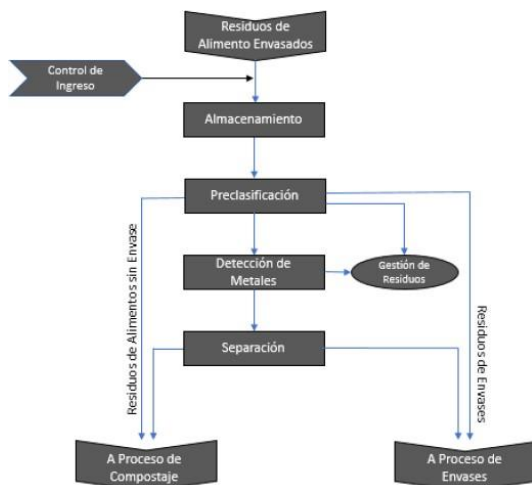 Residuos de
Alimento Envasados
Control de
Ingreso
Almacenamiento
Preclasificación
Detección de
Metales
Gestión de
Residuos
Residuos de Alimentos sin Envase
Residuos de Envases
Separación
A Proceso de
Compostaje
A Proceso de
Envases